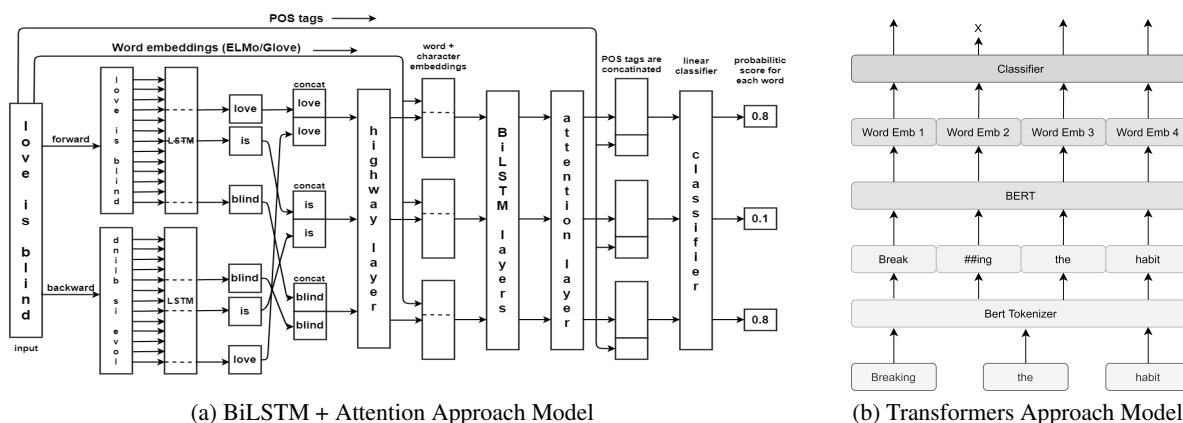 POS tags
Word embeddings (ELMo/Glove)
word +
character
embeddings
POS tags are
concatinated
linear
classifier
probabilitic
score for
each word
love is blind
input
forward
backward
love is blind
dnilb si evol
LSTM
LSTM
love
is
blind
blind
is
love
concat
love
love
concat
is
is
concat
blind
blind
highway layer
BiLSTM layers
attention layer
classifier
0.8
0.1
0.8
(a) BiLSTM + Attention Approach Model
X
Classifier
Word Emb 1 Word Emb 2 Word Emb 3 Word Emb 4
BERT
Break ##ing the habit
Bert Tokenizer
Breaking the habit
(b) Transformers Approach Model